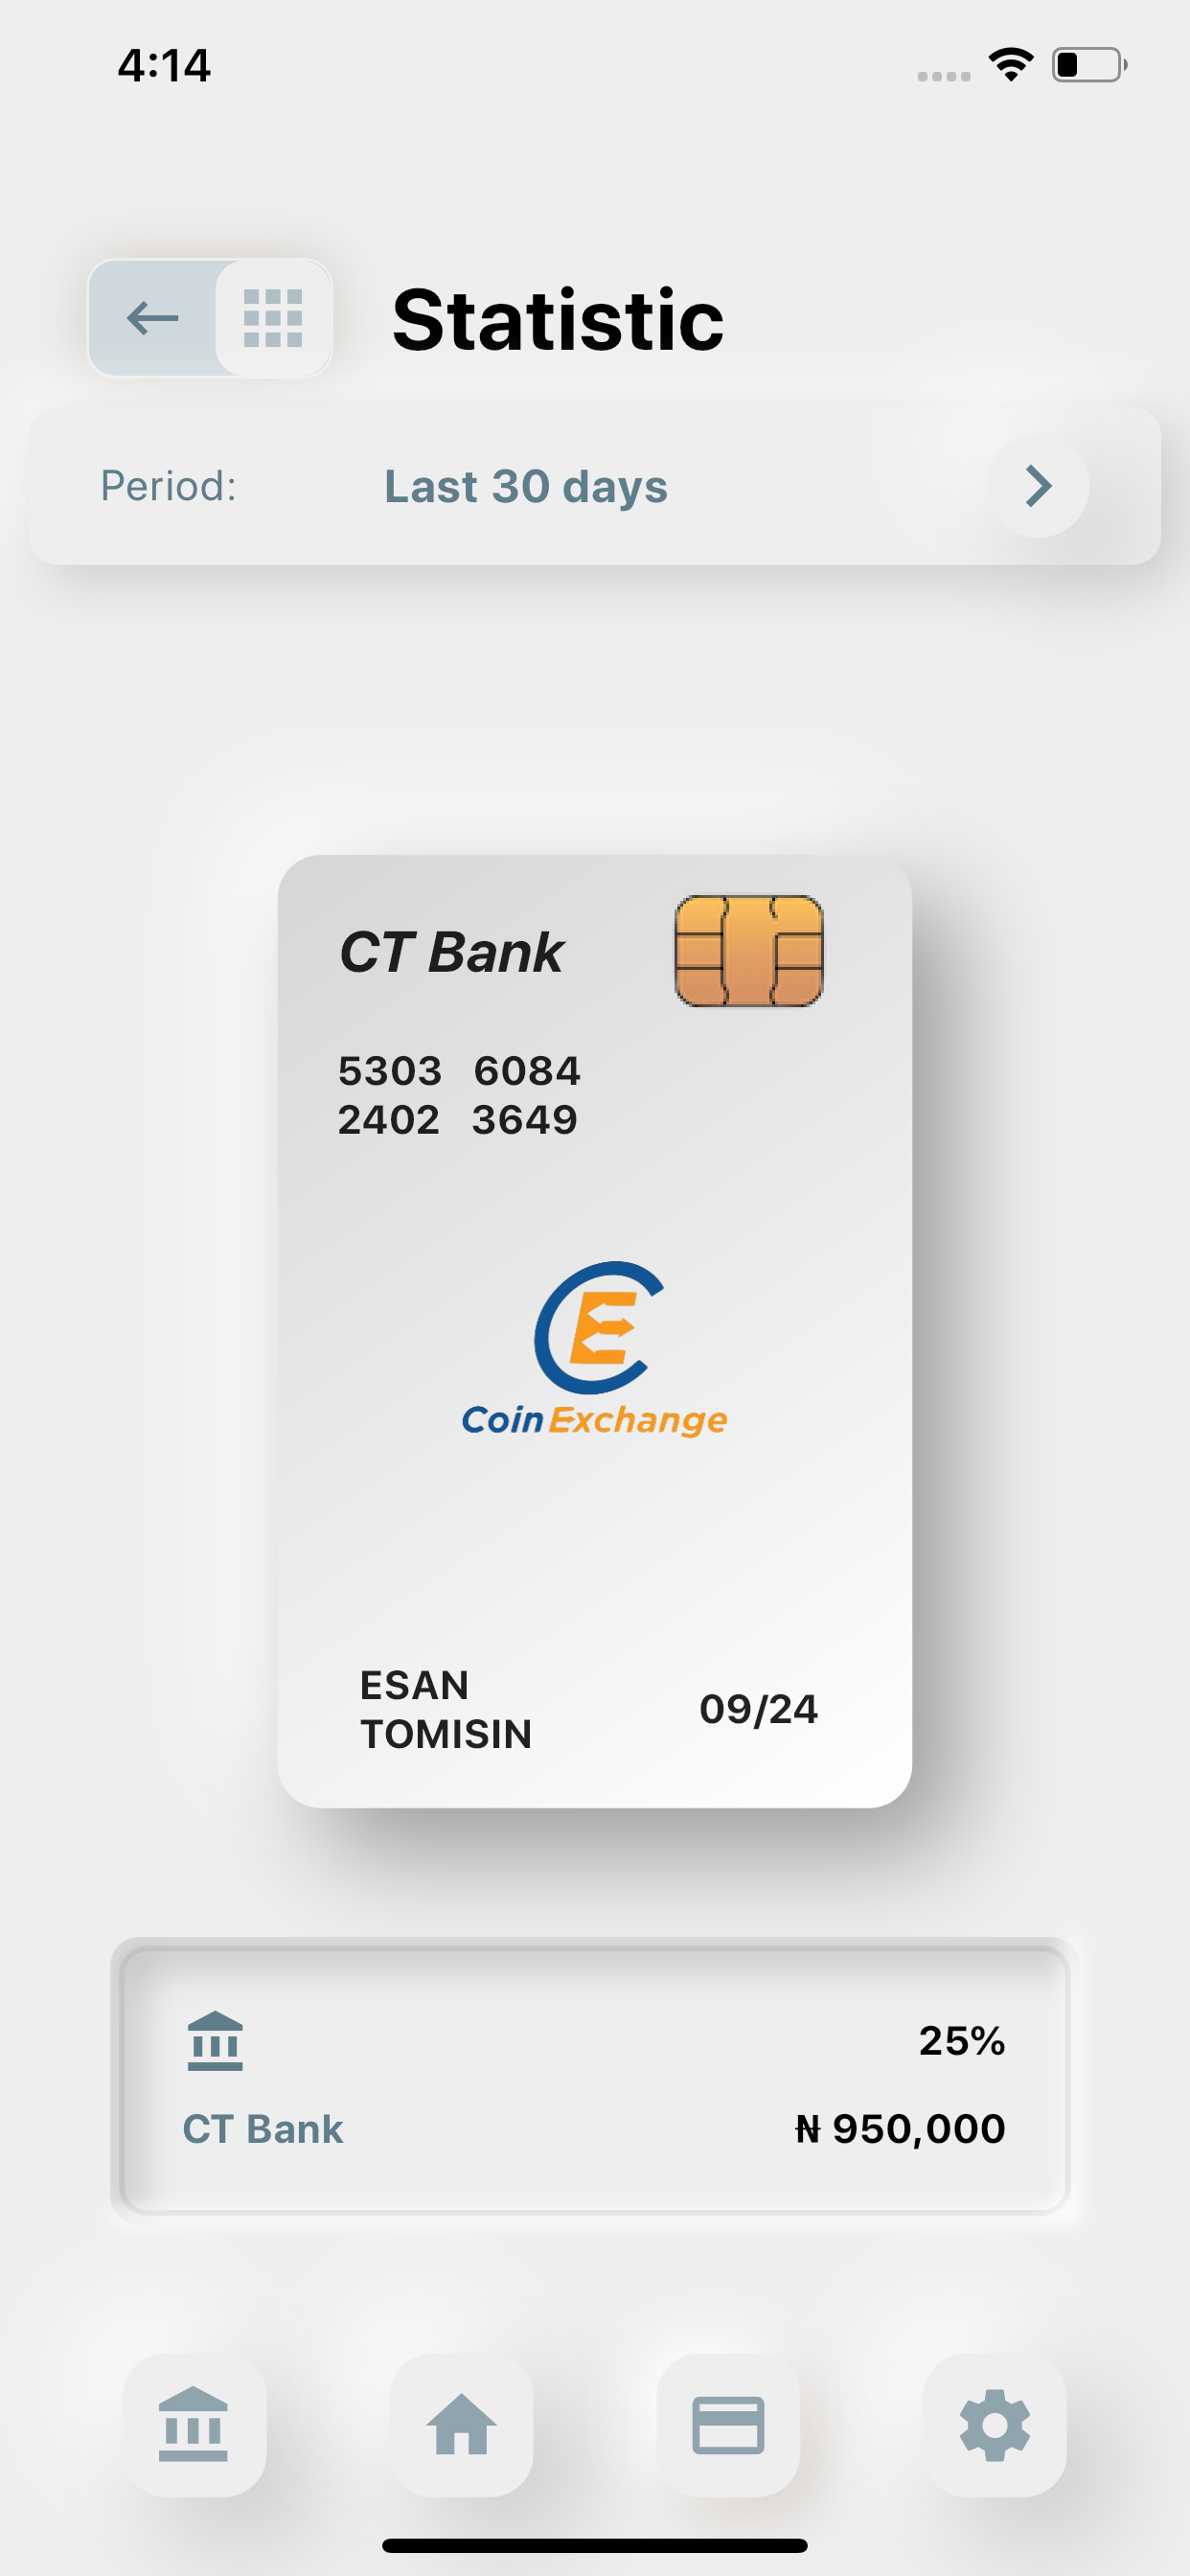 4:14
Statistic
Period: Last 30 days
CT Bank
5303 6084
2402 3649
Coin Exchange
ESAN
TOMISIN
09/24
25%
CT Bank ₦ 950,000